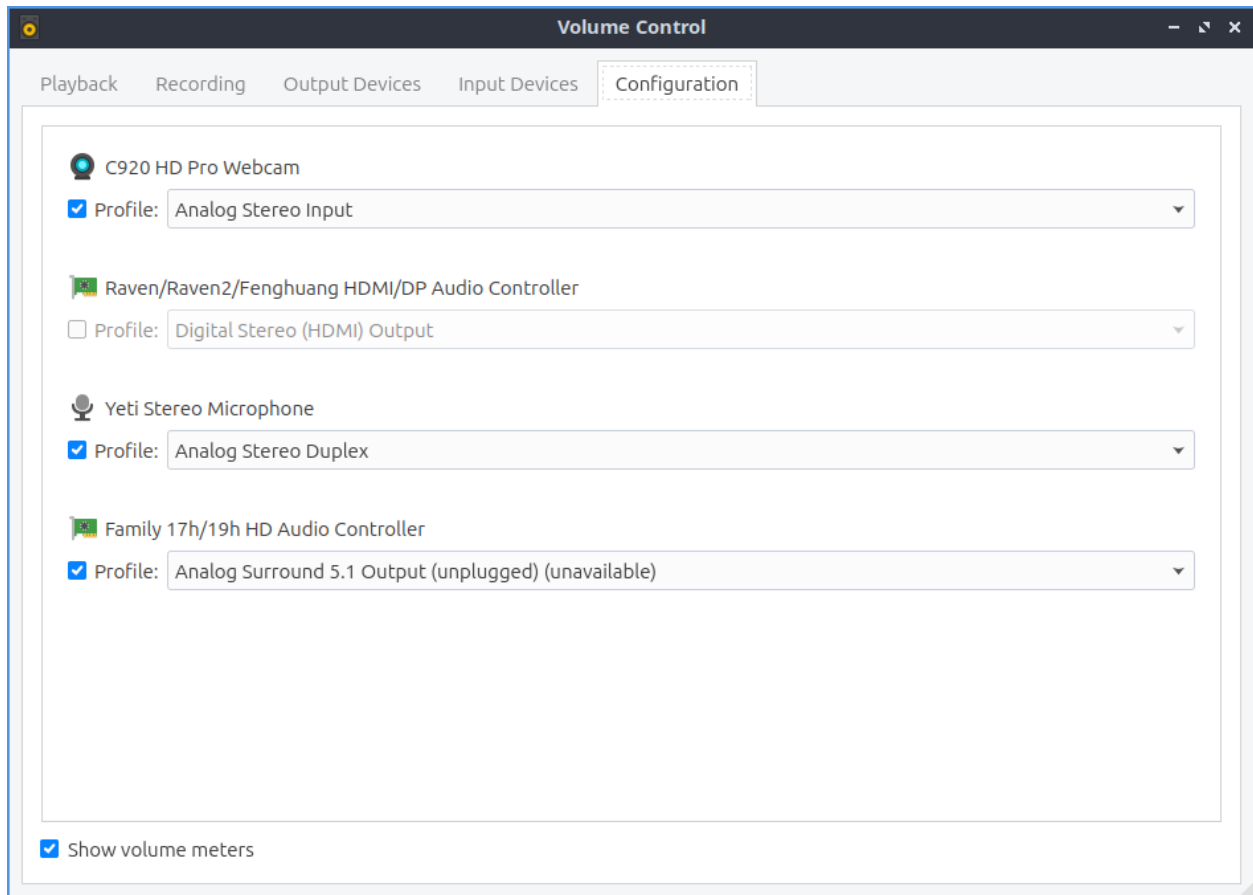 Volume Control
Playback Recording Output Devices Input Devices Configuration
C920 HD Pro Webcam
Profile: Analog Stereo Input
Raven/Raven2/Fenghuang HDMI/DP Audio Controller
Profile: Digital Stereo (HDMI) Output
Yeti Stereo Microphone
Profile: Analog Stereo Duplex
Family 17h/19h HD Audio Controller
Profile: Analog Surround 5.1 Output (unplugged) (unavailable)
Show volume meters